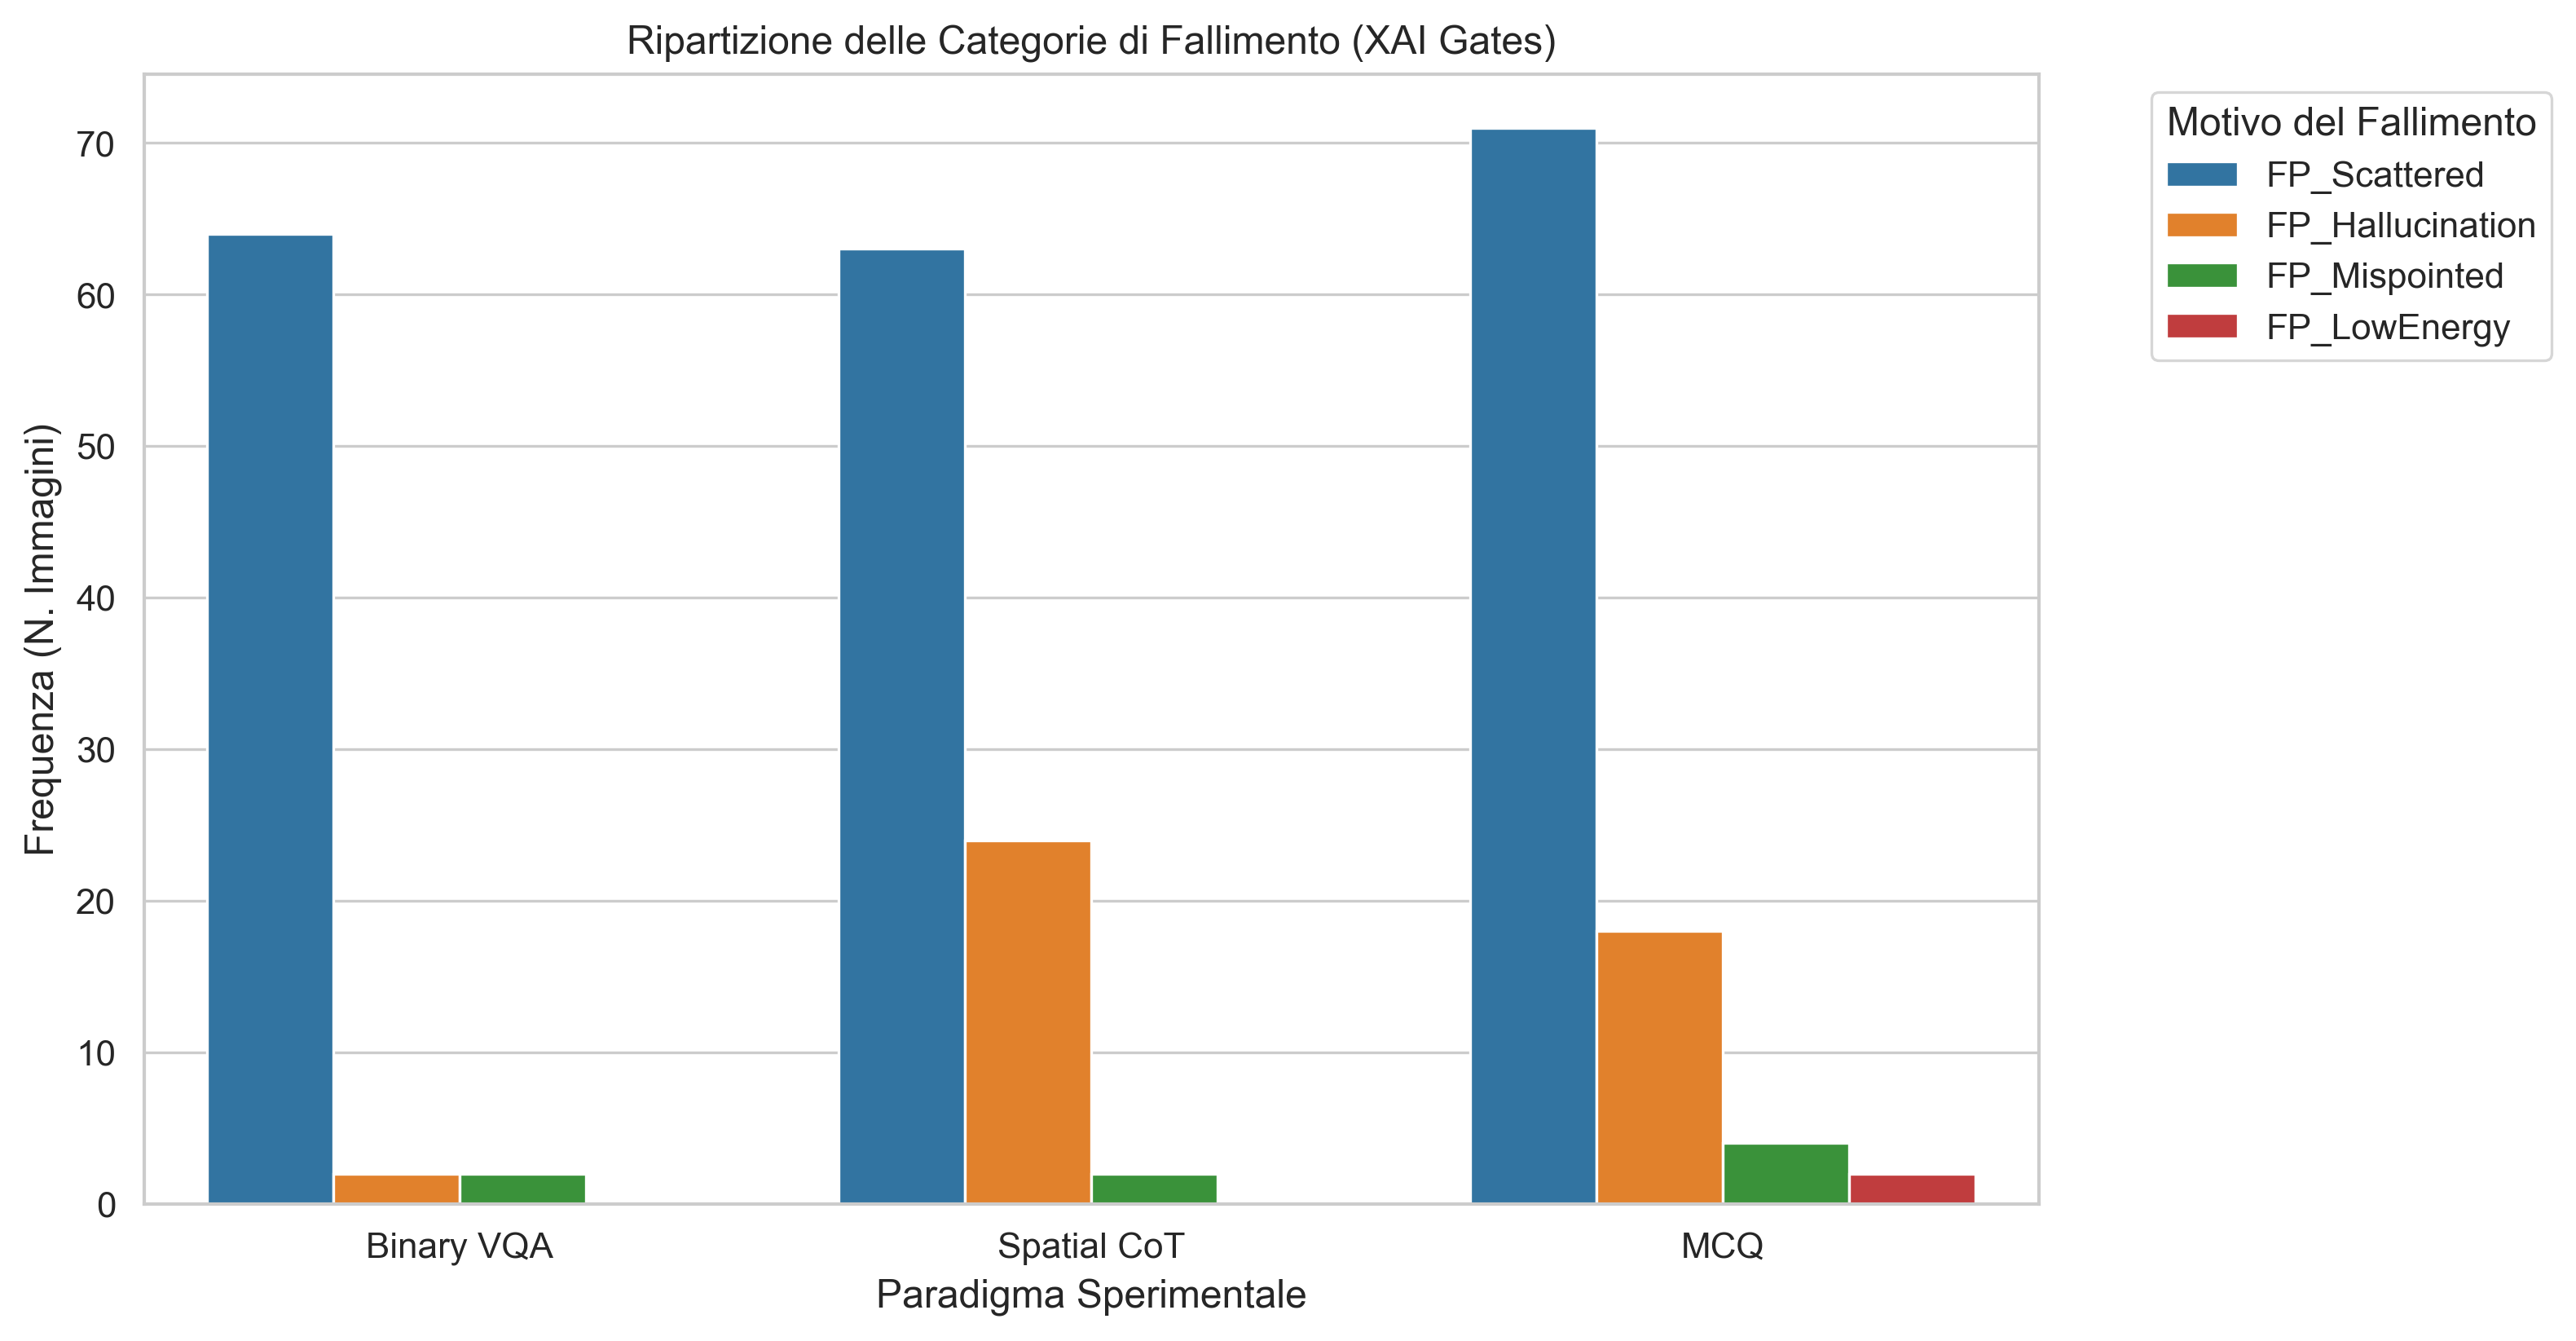 Ripartizione delle Categorie di Fallimento (XAI Gates)
Motivo del Fallimento
FP_Scattered
FP_Hallucination
FP_Mispointed
FP_LowEnergy
Frequenza (N. Immagini)
70
60
50
40
30
20
10
0
Binary VQA
Spatial CoT
MCQ
Paradigma Sperimentale